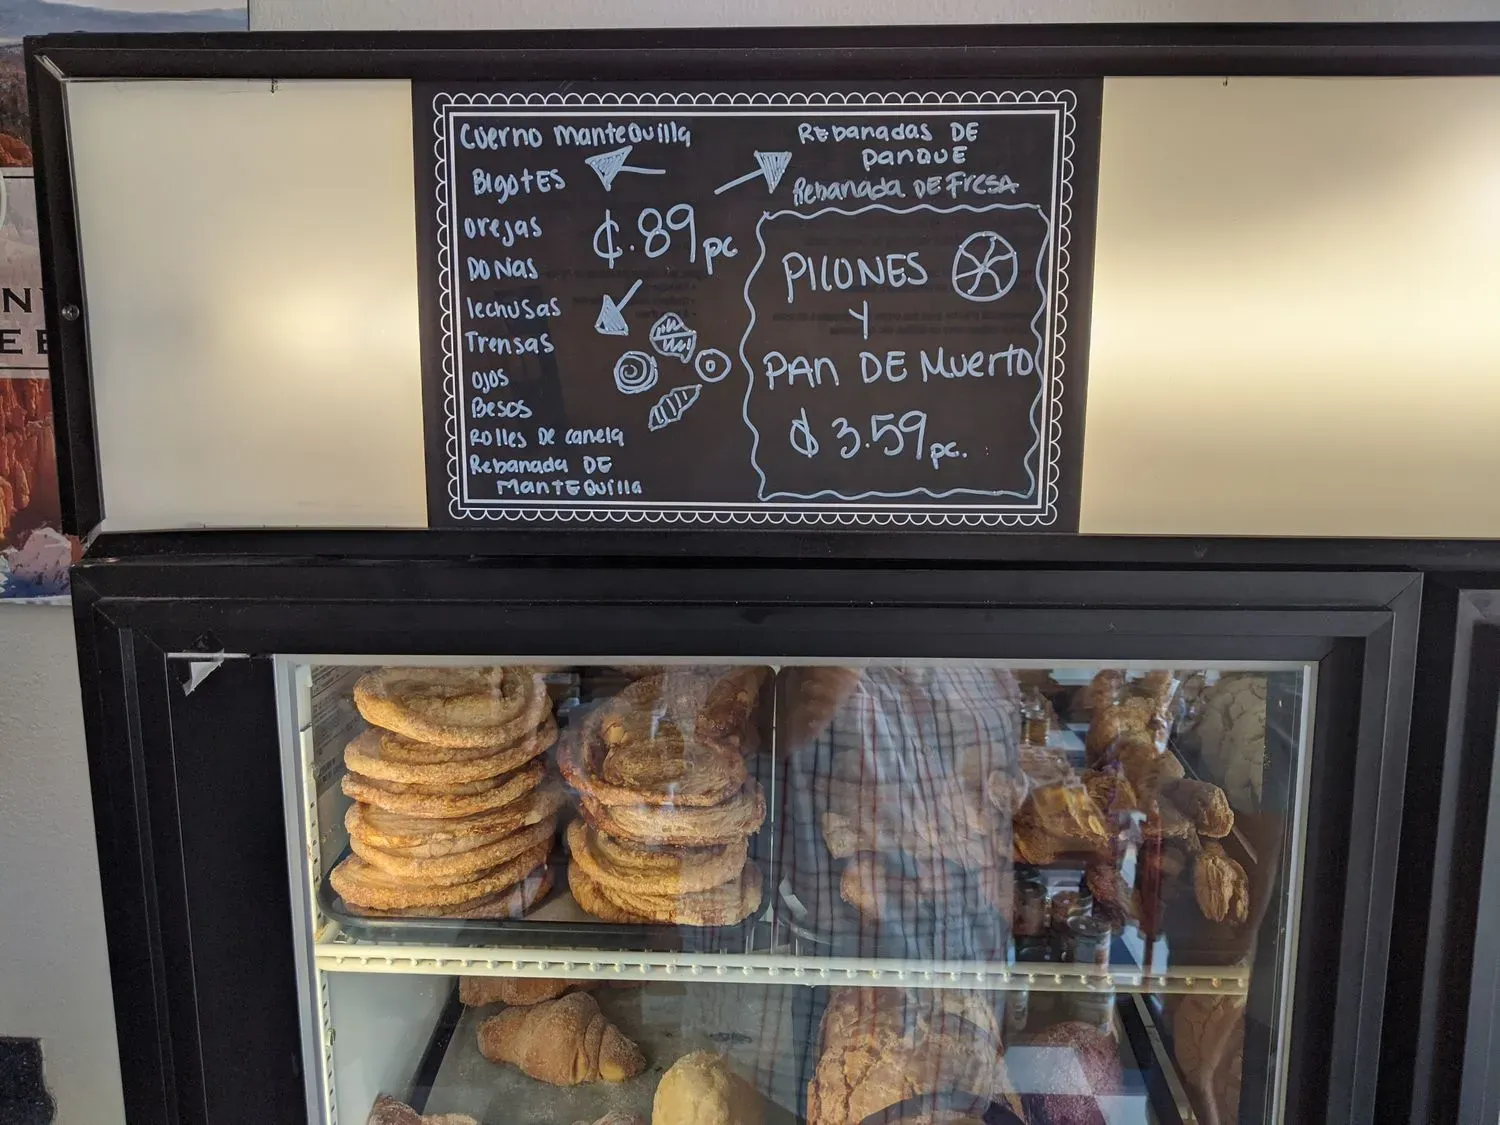 Cuerno Mantequilla
BIGOTES
orejas
DONAS
lechusas
Trensas
OJOS
Besos
ROLLES DE canela
Rebanada DE
MANTEQUILLA
¢.89 pc
REBANADAS DE
PANQUE
Rebanada DE FRESA
PILONES
Y
PAN DE MUERTO
$3.59 pc.